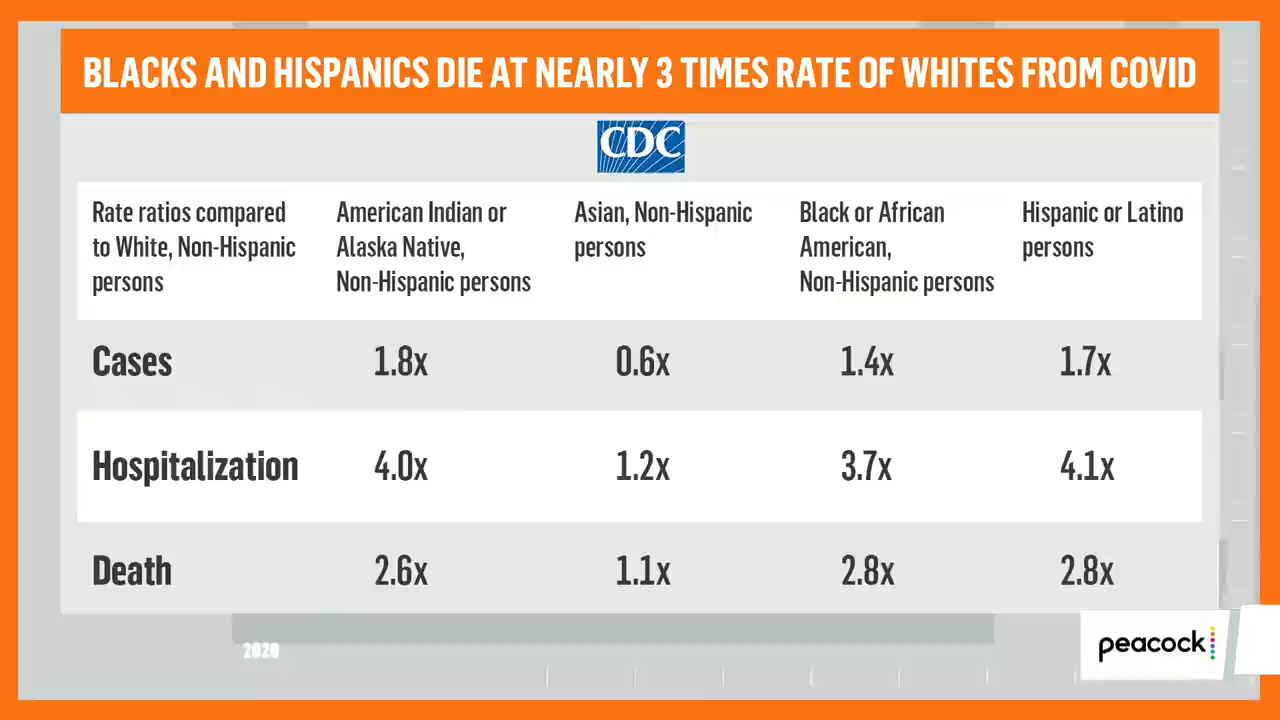 BLACKS AND HISPANICS DIE AT NEARLY 3 TIMES RATE OF WHITES FROM COVID
CDC
Rate ratios compared
to White, Non-Hispanic
persons
American Indian or
Alaska Native,
Non-Hispanic persons
Asian, Non-Hispanic
persons
Black or African
American,
Non-Hispanic persons
Hispanic or Latino
persons
Cases 1.8x 0.6x 1.4x 1.7x
Hospitalization 4.0x 1.2x 3.7x 4.1x
Death 2.6x 1.1x 2.8x 2.8x
2020
peacock